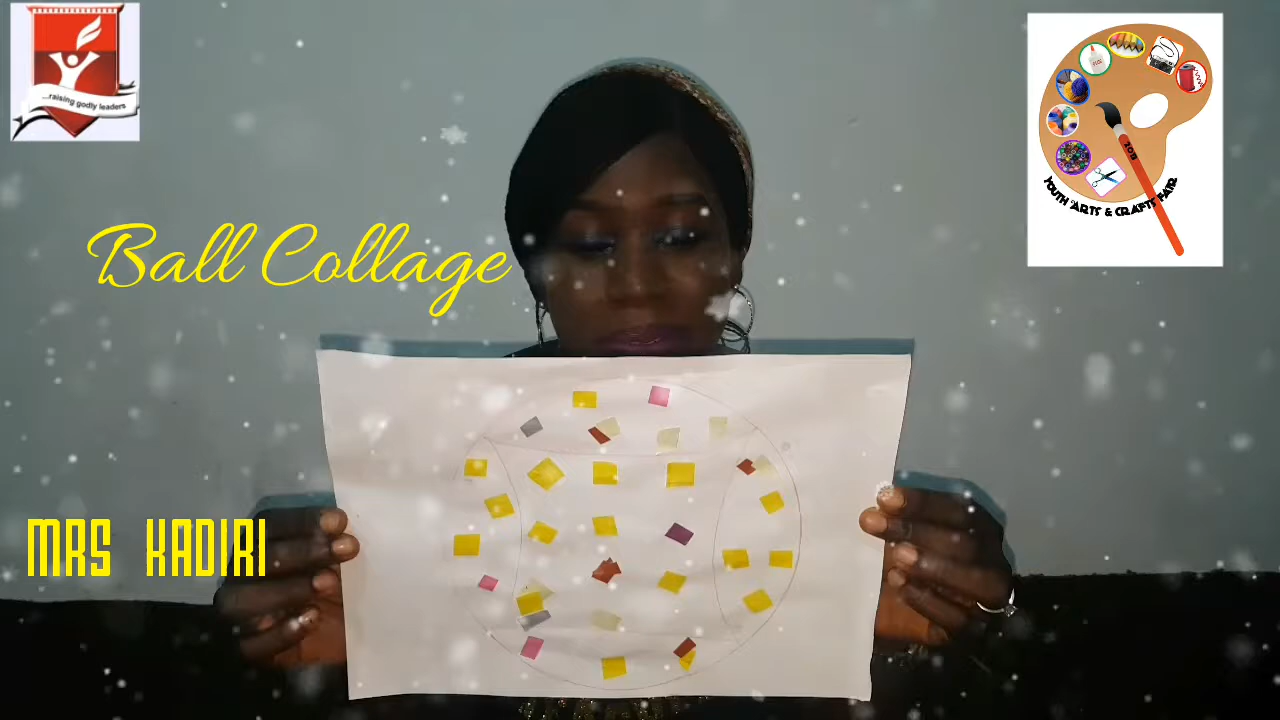 ...raising godly leaders
YOUTH ARTS & CRAFTS FAIR
Ball Collage
MRS KADIRI